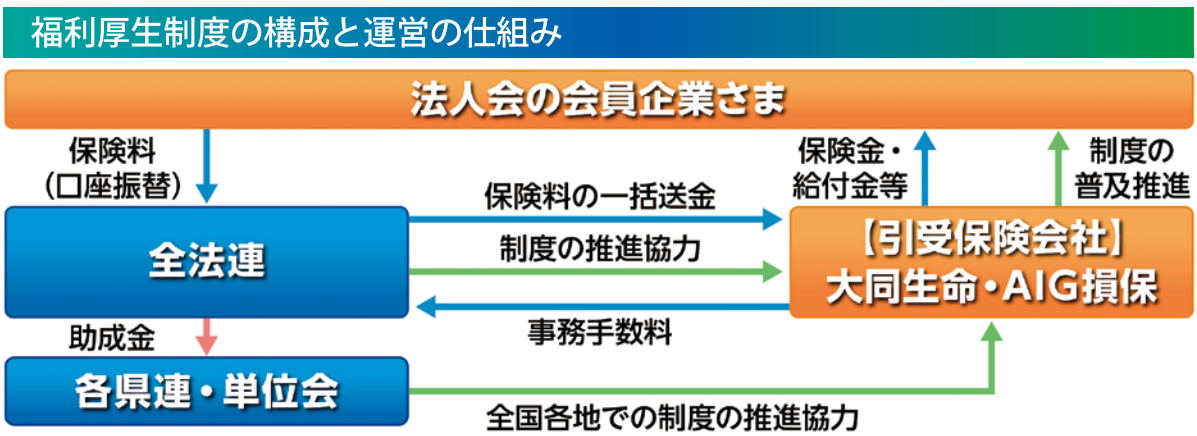 福利厚生制度の構成と運営の仕組み
法人会の会員企業さま
保険料
（口座振替）
保険金・
給付金等
制度の
普及推進
保険料の一括送金
全法連
制度の推進協力
【引受保険会社】
大同生命・AIG損保
事務手数料
助成金
各県連・単位会
全国各地での制度の推進協力